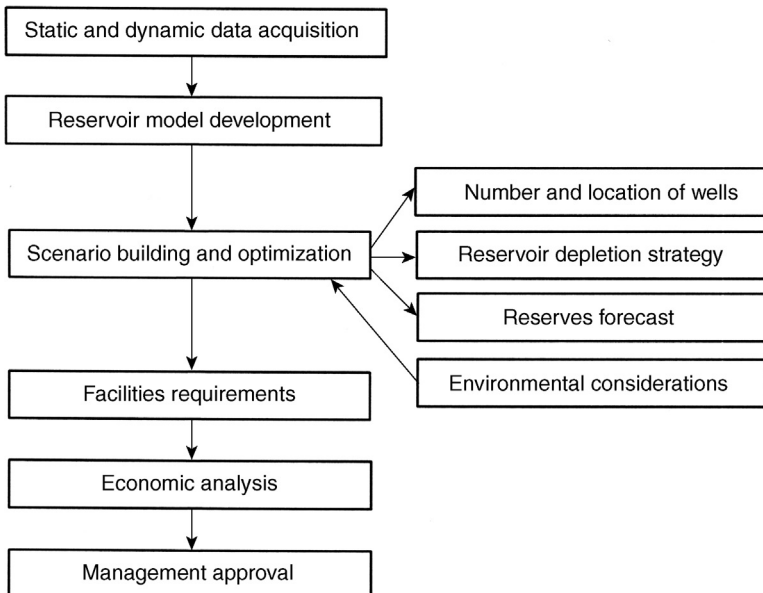 Static and dynamic data acquisition
Reservoir model development
Number and location of wells
Scenario building and optimization
Reservoir depletion strategy
Reserves forecast
Environmental considerations
Facilities requirements
Economic analysis
Management approval